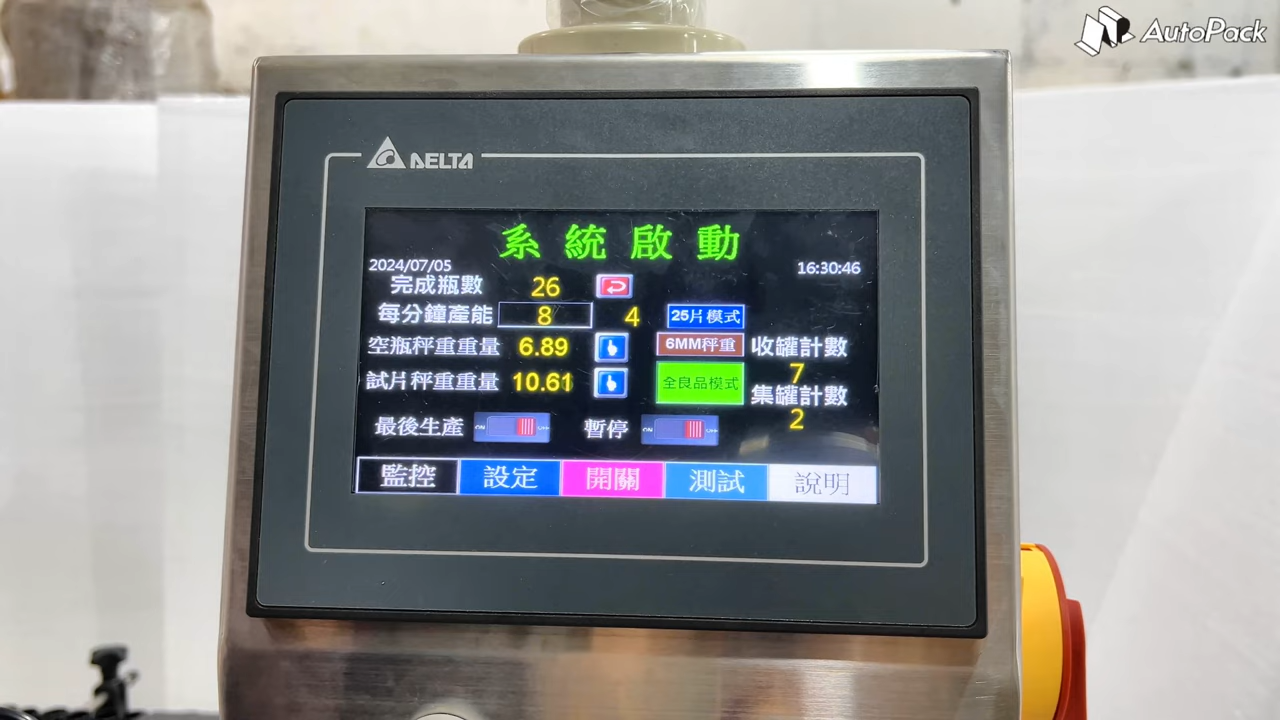 AutoPack
DELTA
系統啟動
2024/07/05
16:30:46
完成瓶數 26
每分鐘產能 8 4 25片模式
空瓶秤重重量 6.89 6MM秤重 收罐計數
7
試片秤重重量 10.61 全良品模式 集罐計數
2
最後生產 ON OFF 暫停 ON OFF
監控 設定 開關 測試 說明